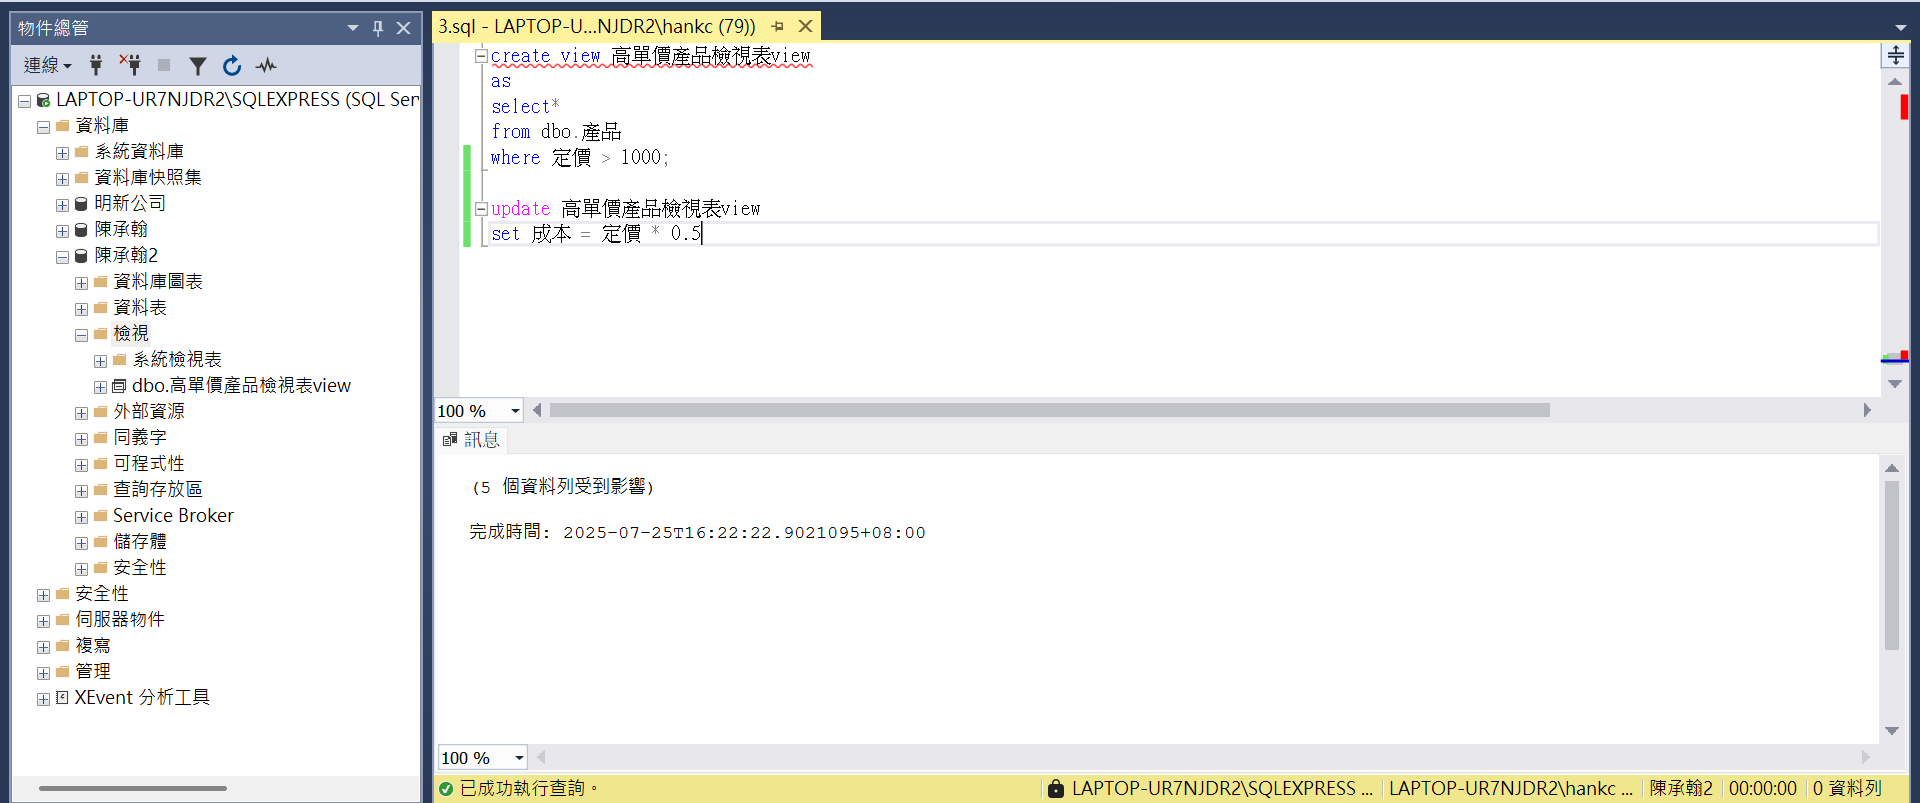 物件總管
連線
LAPTOP-UR7NJDR2\SQLEXPRESS (SQL Ser
資料庫
系統資料庫
資料庫快照集
明新公司
陳承翰
陳承翰2
資料庫圖表
資料表
檢視
系統檢視表
dbo.高單價產品檢視表view
外部資源
同義字
可程式性
查詢存放區
Service Broker
儲存體
安全性
安全性
伺服器物件
複寫
管理
XEvent 分析工具
3.sql - LAPTOP-U...NJDR2\hankc (79))
create view 高單價產品檢視表view
as
select*
from dbo.產品
where 定價 > 1000;
update 高單價產品檢視表view
set 成本 = 定價 * 0.5
100 %
訊息
(5 個資料列受到影響)
完成時間: 2025-07-25T16:22:22.9021095+08:00
100 %
已成功執行查詢。
LAPTOP-UR7NJDR2\SQLEXPRESS ...
LAPTOP-UR7NJDR2\hankc ...
陳承翰2
00:00:00
0 資料列